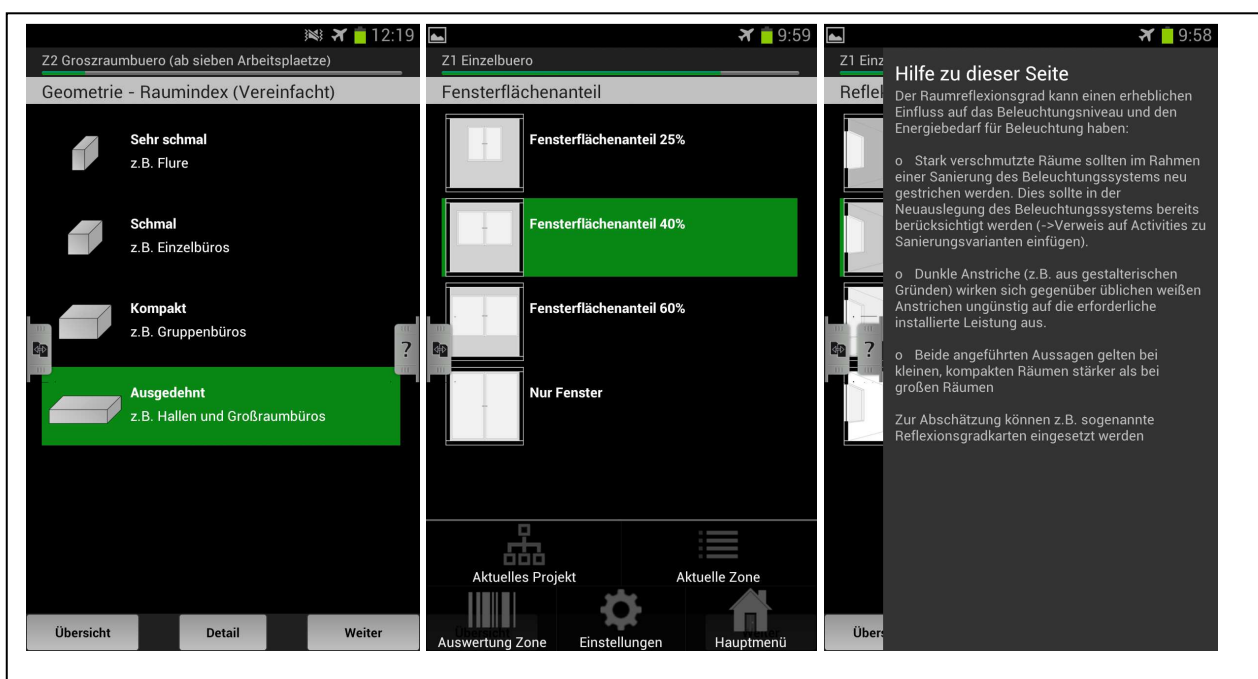 12:19
Z2 Groszraumbuero (ab sieben Arbeitsplaetze)
Geometrie - Raumindex (Vereinfacht)
Sehr schmal
z.B. Flure
Schmal
z.B. Einzelbüros
Kompakt
z.B. Gruppenbüros
?
Ausgedehnt
z.B. Hallen und Großraumbüros
Übersicht
Detail
Weiter
9:59
Z1 Einzelbuero
Fensterflächenanteil
Fensterflächenanteil 25%
Fensterflächenanteil 40%
Fensterflächenanteil 60%
Nur Fenster
Aktuelles Projekt
Aktuelle Zone
Auswertung Zone
Einstellungen
Hauptmenü
9:58
Z1 Einz
Reflek
?
Übers
Hilfe zu dieser Seite
Der Raumreflexionsgrad kann einen erheblichen
Einfluss auf das Beleuchtungsniveau und den
Energiebedarf für Beleuchtung haben:
o Stark verschmutzte Räume sollten im Rahmen
einer Sanierung des Beleuchtungssystems neu
gestrichen werden. Dies sollte in der
Neuauslegung des Beleuchtungssystems bereits
berücksichtigt werden (->Verweis auf Activities zu
Sanierungsvarianten einfügen).
o Dunkle Anstriche (z.B. aus gestalterischen
Gründen) wirken sich gegenüber üblichen weißen
Anstrichen ungünstig auf die erforderliche
installierte Leistung aus.
o Beide angeführten Aussagen gelten bei
kleinen, kompakten Räumen stärker als bei
großen Räumen
Zur Abschätzung können z.B. sogenannte
Reflexionsgradkarten eingesetzt werden